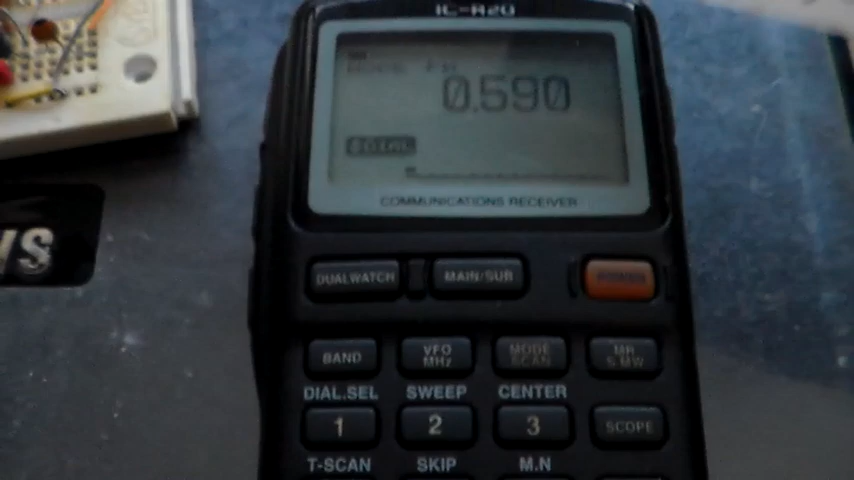 IC-R20
0.590
COMMUNICATIONS RECEIVER
DUALWATCH MAIN/SUB POWER
BAND VFO MHz MODE SCAN MR S.MW
DIAL.SEL SWEEP CENTER
1 2 3 SCOPE
T-SCAN SKIP M.N